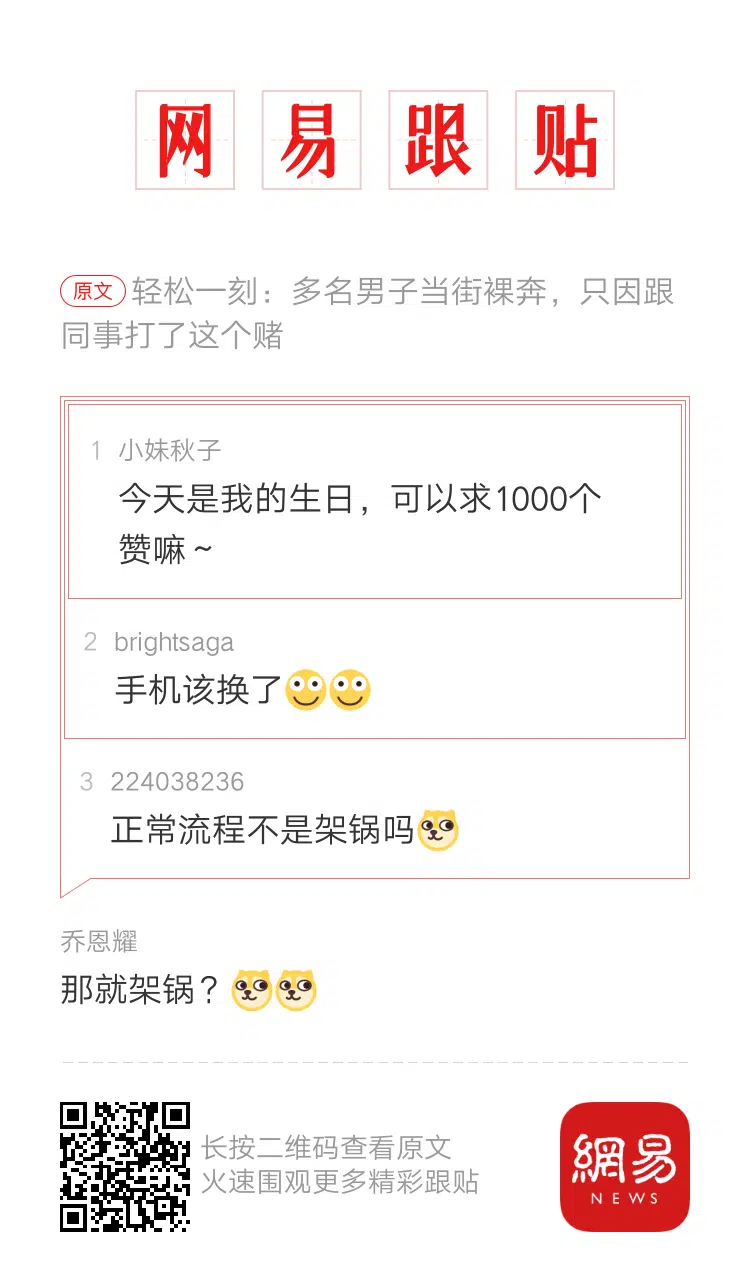 网易跟贴
原文 轻松一刻：多名男子当街裸奔，只因跟
同事打了这个赌
1 小妹秋子
今天是我的生日，可以求1000个
赞嘛～
2 brightsaga
手机该换了
3 224038236
正常流程不是架锅吗
乔恩耀
那就架锅？
长按二维码查看原文
火速围观更多精彩跟贴
網易
NEWS